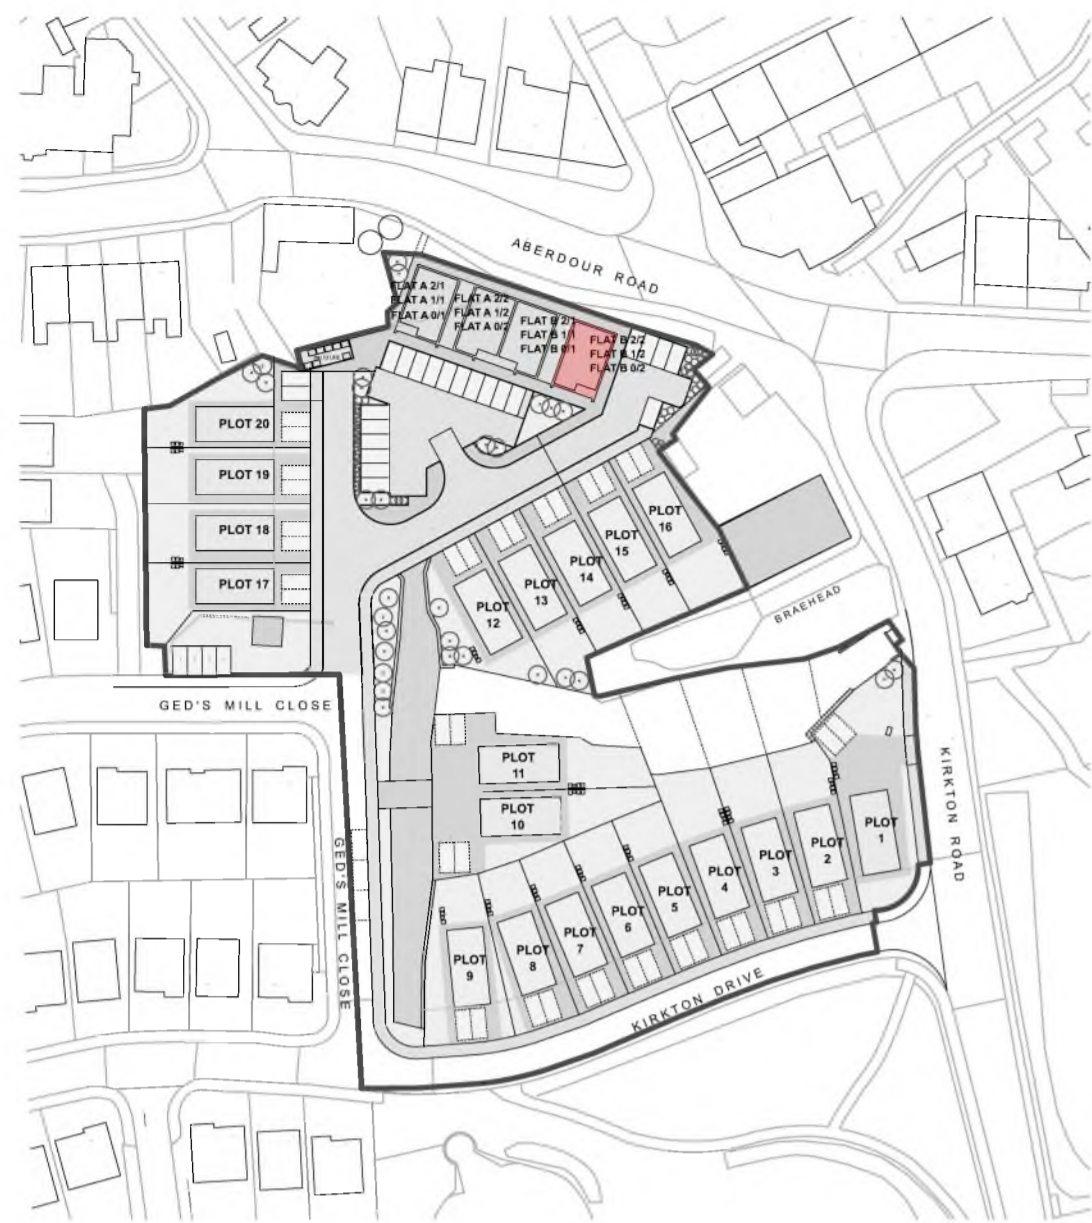 ABERDOUR ROAD
FLAT A 2/1
FLAT A 1/1
FLAT A 0/1
FLAT A 2/2
FLAT A 1/2
FLAT A 0/2
FLAT B 2/1
FLAT B 1/1
FLAT B 0/1
FLAT B 2/2
FLAT B 1/2
FLAT B 0/2
PLOT 20
PLOT 19
PLOT 18
PLOT 17
PLOT
16
PLOT
15
PLOT
14
PLOT
13
PLOT
12
BRAEHEAD
GED'S MILL CLOSE
PLOT
11
PLOT
10
KIRKTON ROAD
PLOT
1
PLOT
2
PLOT
3
PLOT
4
PLOT
5
PLOT
6
PLOT
7
PLOT
8
PLOT
9
GED'S MILL CLOSE
KIRKTON DRIVE